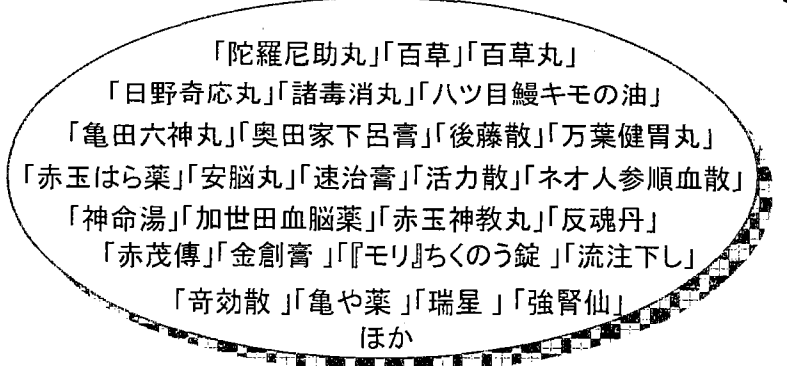 「陀羅尼助丸」「百草」「百草丸」
「日野奇応丸」「諸毒消丸」「八ツ目鰻キモの油」
「亀田六神丸」「奥田家下呂膏」「後藤散」「万葉健胃丸」
「赤玉はら薬」「安脳丸」「速治膏」「活力散」「ネオ人参順血散」
「神命湯」「加世田血脳薬」「赤玉神教丸」「反魂丹」
「赤茂傳」「金創膏」「『モリ』ちくのう錠」「流注下し」
「竒効散」「亀や薬」「瑞星」「強腎仙」
ほか